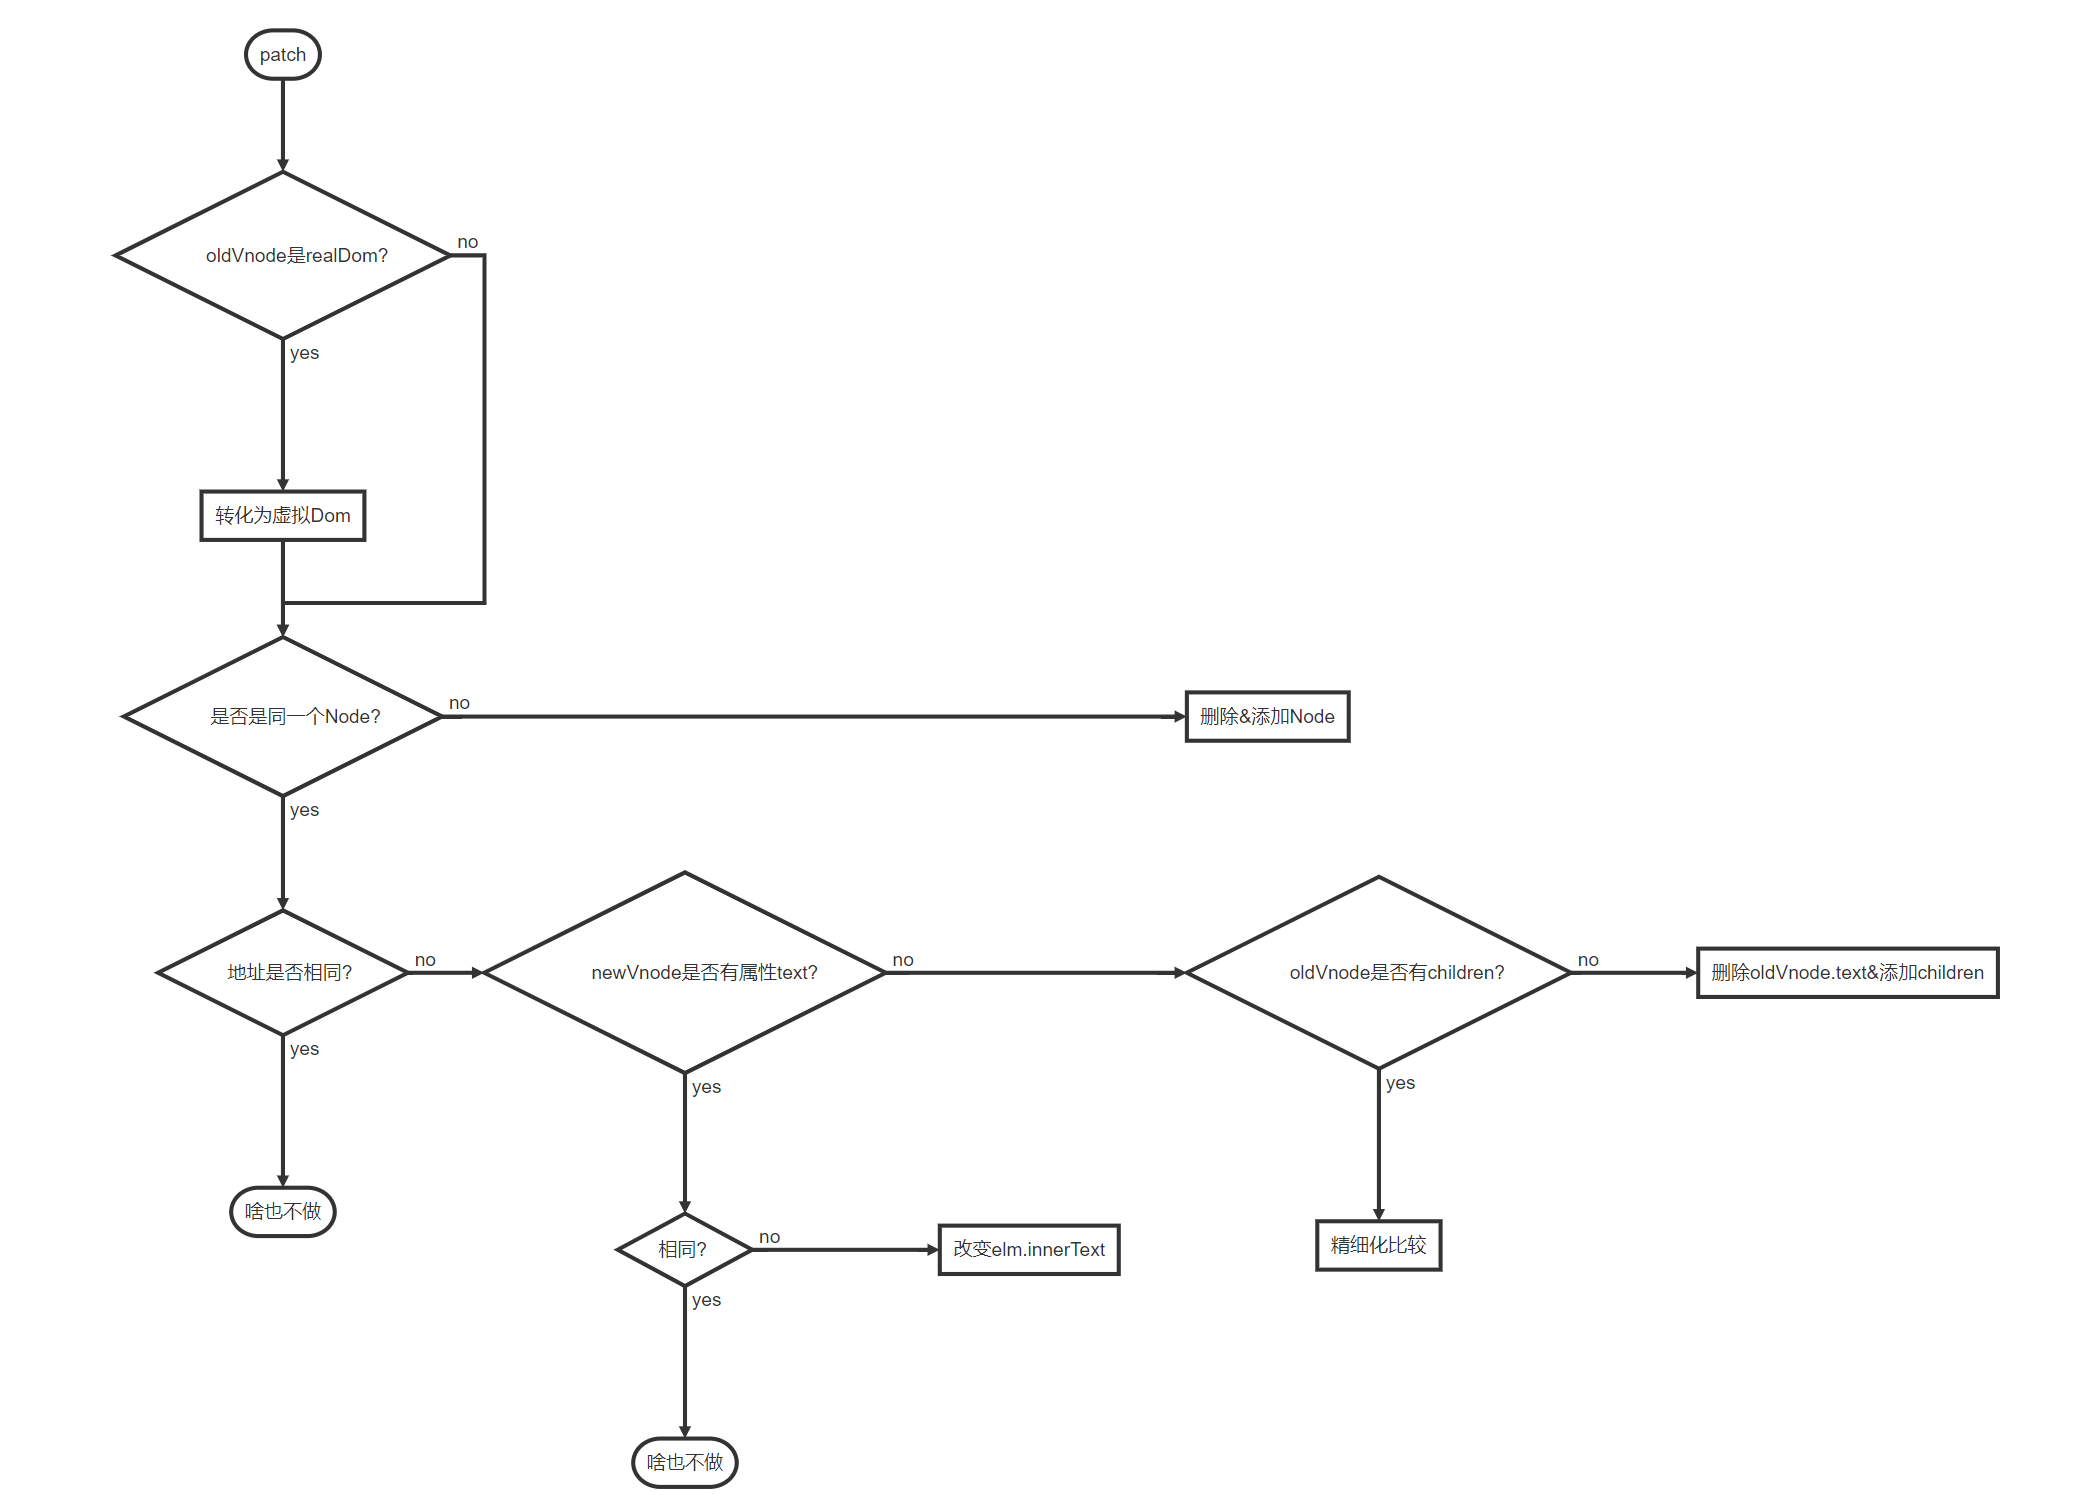 patch
oldVnode是realDom?
no
yes
转化为虚拟Dom
是否是同一个Node?
no
删除&添加Node
yes
地址是否相同?
no
newVnode是否有属性text?
no
oldVnode是否有children?
no
删除oldVnode.text&添加children
yes
yes
yes
啥也不做
相同?
no
改变elm.innerText
精细化比较
yes
啥也不做